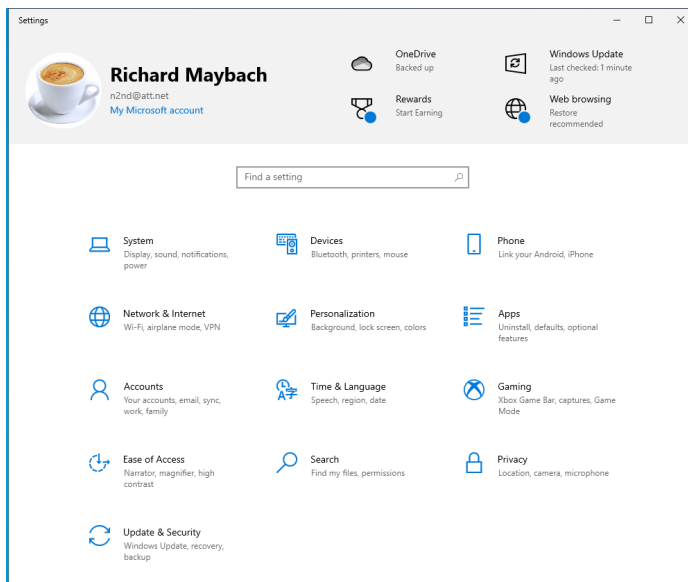 Settings
Richard Maybach
n2nd@att.net
My Microsoft account
OneDrive
Backed up
Windows Update
Last checked: 1 minute
ago
Rewards
Start Earning
Web browsing
Restore
recommended
Find a setting
System
Display, sound, notifications,
power
Devices
Bluetooth, printers, mouse
Phone
Link your Android, iPhone
Network & Internet
Wi-Fi, airplane mode, VPN
Personalization
Background, lock screen, colors
Apps
Uninstall, defaults, optional
features
Accounts
Your accounts, email, sync,
work, family
A字
Time & Language
Speech, region, date
Gaming
Xbox Game Bar, captures, Game
Mode
Ease of Access
Narrator, magnifier, high
contrast
Search
Find my files, permissions
Privacy
Location, camera, microphone
Update & Security
Windows Update, recovery,
backup